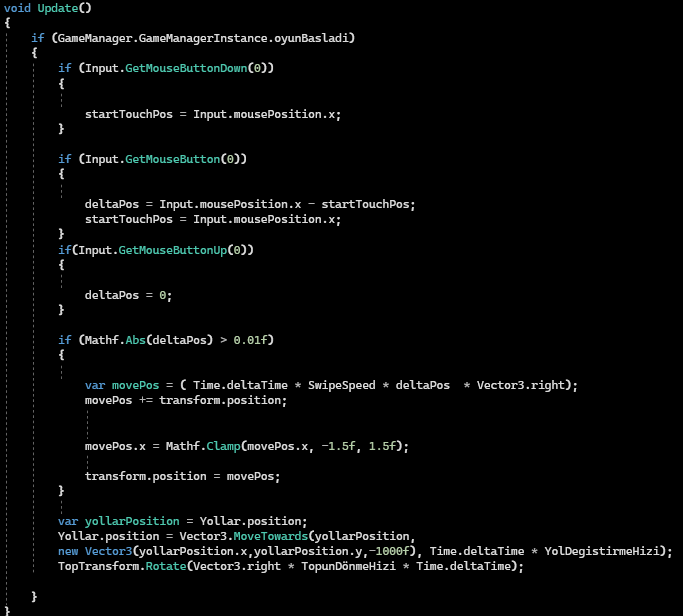 void Update()
{
if (GameManager.GameManagerInstance.oyunBasladi)
{
if (Input.GetMouseButtonDown(0))
{
startTouchPos = Input.mousePosition.x;
}
if (Input.GetMouseButton(0))
{
deltaPos = Input.mousePosition.x - startTouchPos;
startTouchPos = Input.mousePosition.x;
}
if(Input.GetMouseButtonUp(0))
{
deltaPos = 0;
}
if (Mathf.Abs(deltaPos) > 0.01f)
{
var movePos = ( Time.deltaTime * SwipeSpeed * deltaPos  * Vector3.right);
movePos += transform.position;
movePos.x = Mathf.Clamp(movePos.x, -1.5f, 1.5f);
transform.position = movePos;
}
var yollarPosition = Yollar.position;
Yollar.position = Vector3.MoveTowards(yollarPosition,
new Vector3(yollarPosition.x,yollarPosition.y,-1000f), Time.deltaTime * YolDegistirmeHizi);
TopTransform.Rotate(Vector3.right * TopunDönmeHizi * Time.deltaTime);
}
}